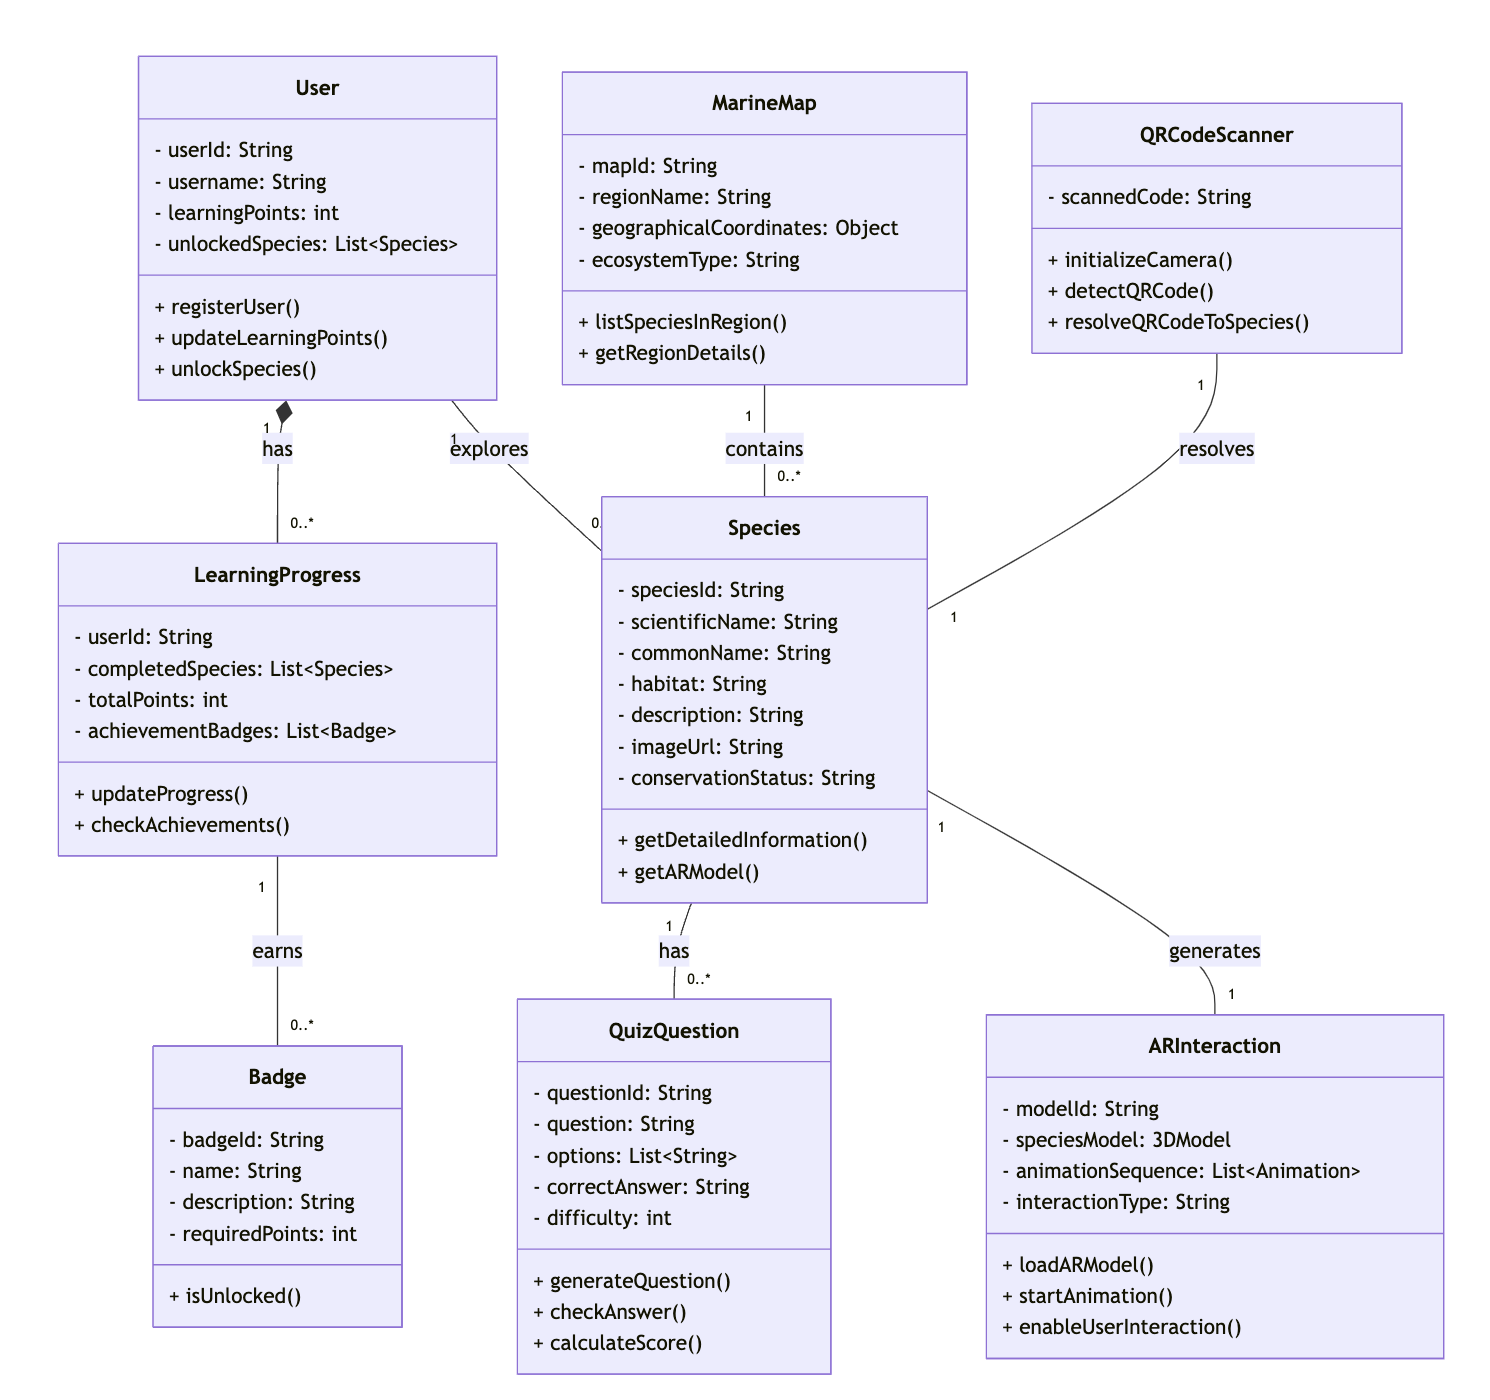 User
- userId: String
- username: String
- learningPoints: int
- unlockedSpecies: List<Species>
+ registerUser()
+ updateLearningPoints()
+ unlockSpecies()
MarineMap
- mapId: String
- regionName: String
- geographicalCoordinates: Object
- ecosystemType: String
+ listSpeciesInRegion()
+ getRegionDetails()
QRCodeScanner
- scannedCode: String
+ initializeCamera()
+ detectQRCode()
+ resolveQRCodeToSpecies()
1
has
0..*
1
explores
0.
1
contains
0..*
1
resolves
1
LearningProgress
- userId: String
- completedSpecies: List<Species>
- totalPoints: int
- achievementBadges: List<Badge>
+ updateProgress()
+ checkAchievements()
Species
- speciesId: String
- scientificName: String
- commonName: String
- habitat: String
- description: String
- imageUrl: String
- conservationStatus: String
+ getDetailedInformation()
+ getARModel()
1
earns
0..*
1
has
0..*
1
generates
1
Badge
- badgeId: String
- name: String
- description: String
- requiredPoints: int
+ isUnlocked()
QuizQuestion
- questionId: String
- question: String
- options: List<String>
- correctAnswer: String
- difficulty: int
+ generateQuestion()
+ checkAnswer()
+ calculateScore()
ARInteraction
- modelId: String
- speciesModel: 3DModel
- animationSequence: List<Animation>
- interactionType: String
+ loadARModel()
+ startAnimation()
+ enableUserInteraction()